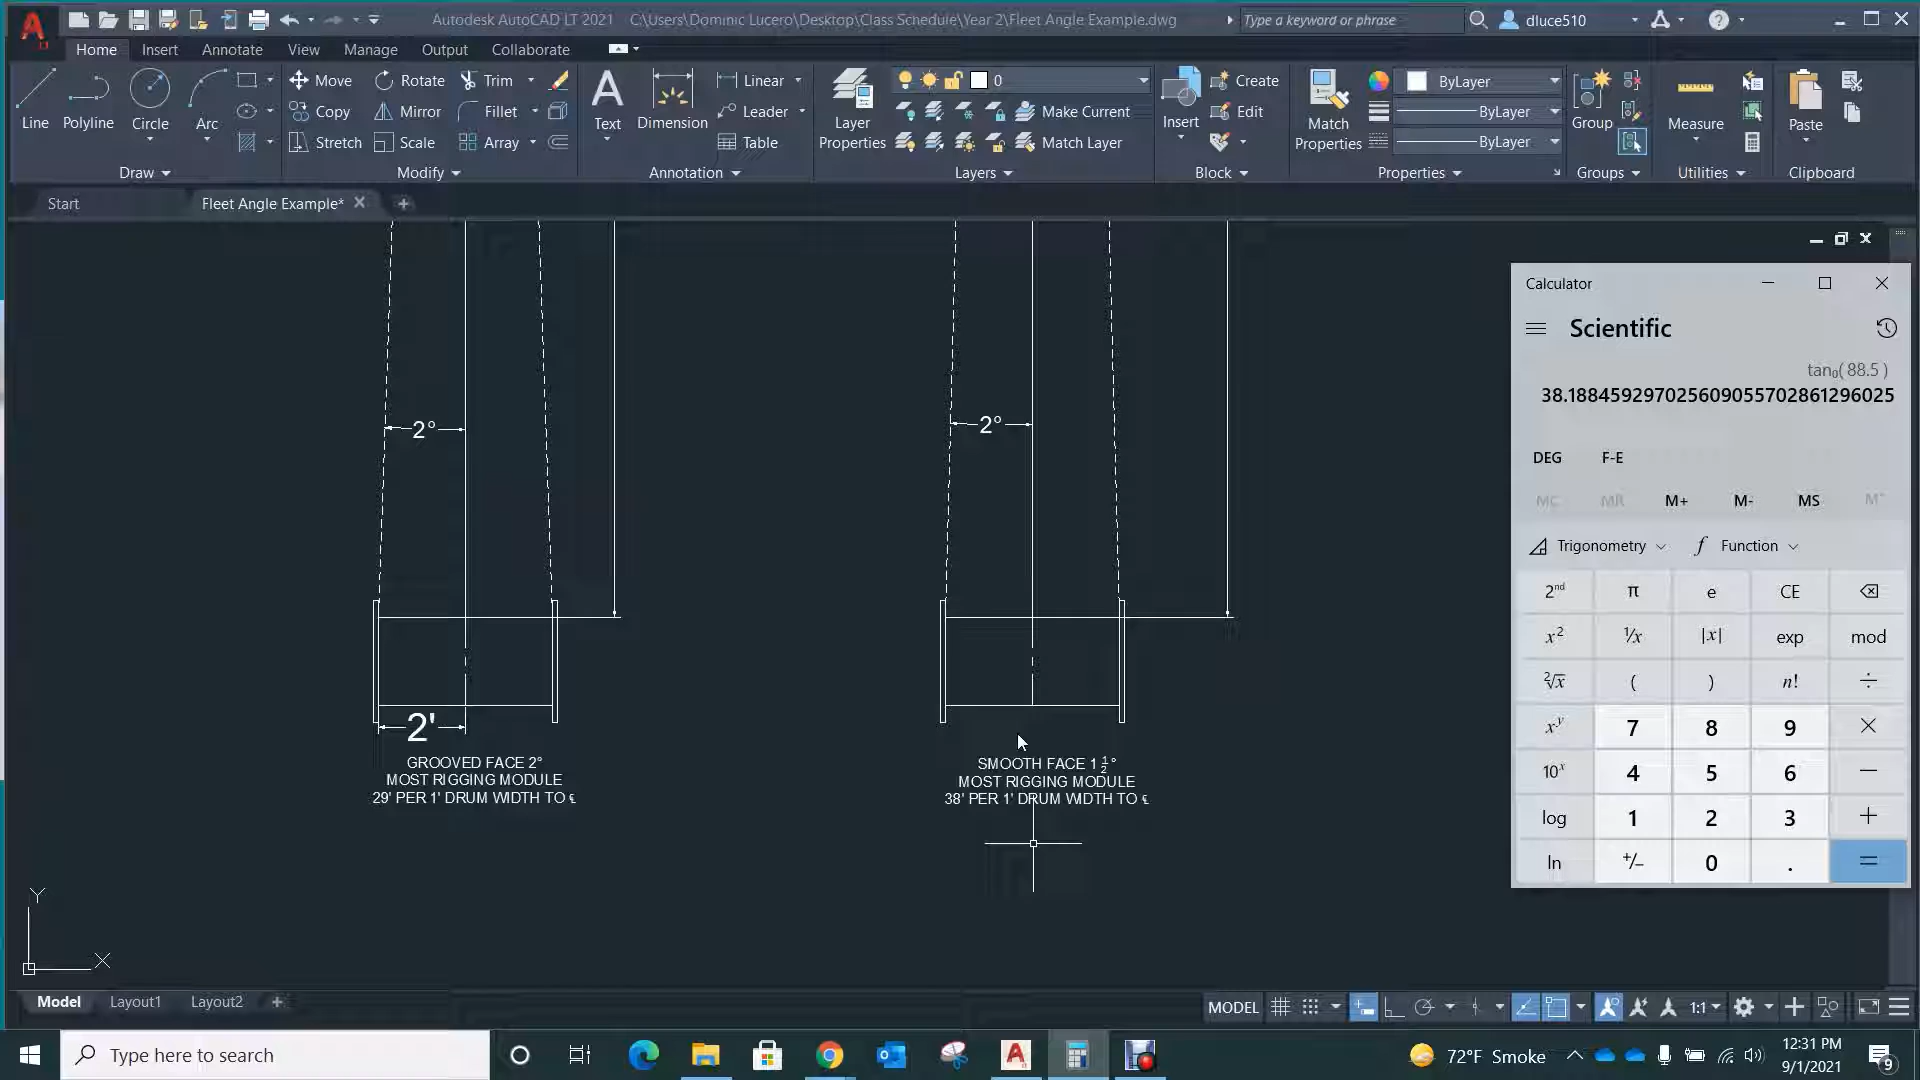 Autodesk AutoCAD LT 2021 C:\Users\Dominic Lucero\Desktop\Class Schedule\Year 2\Fleet Angle Example.dwg
Type a keyword or phrase
dluce510
Home Insert Annotate View Manage Output Collaborate
Line Polyline Circle Arc
Move Rotate Trim
Copy Mirror Fillet
Stretch Scale Array
Text Dimension
Linear
Leader
Table
Layer Properties
0
Make Current
Match Layer
Insert
Create
Edit
Match Properties
ByLayer
ByLayer
ByLayer
Group
Measure
Paste
Draw Modify Annotation Layers Block Properties Groups Utilities Clipboard
Start Fleet Angle Example*
2°
2'
GROOVED FACE 2°
MOST RIGGING MODULE
29' PER 1' DRUM WIDTH TO ℄
2°
SMOOTH FACE 1 ½°
MOST RIGGING MODULE
38' PER 1' DRUM WIDTH TO ℄
Calculator
Scientific
tan₀( 88.5 )
38.188459297025609055702861296025
DEG F-E
MC MR M+ M- MS M˅
Trigonometry Function
2nd π e CE
x² ¹/x |x| exp mod
²√x ( ) n! ÷
xʸ 7 8 9 ×
10ˣ 4 5 6 −
log 1 2 3 +
ln +/− 0 . =
Y
X
Model Layout1 Layout2
MODEL 1:1
Type here to search
72°F Smoke
12:31 PM
9/1/2021
9